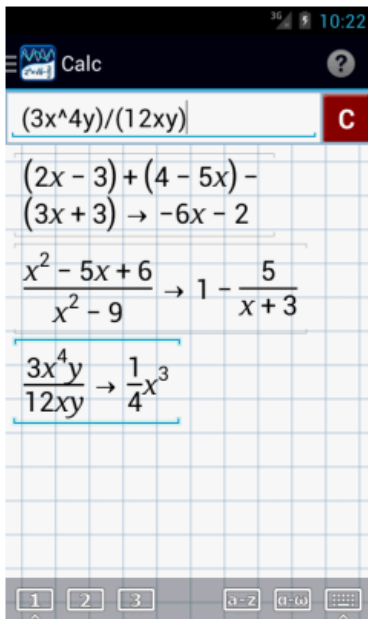 3G 10:22
Calc ?
(3x^4y)/(12xy) C
(2x − 3) + (4 − 5x) −
(3x + 3) → −6x − 2
x² − 5x + 6
x² − 9
→ 1 −
5
x + 3
3x⁴y
12xy
→
1
4
x³
1 2 3 a-z α-ω